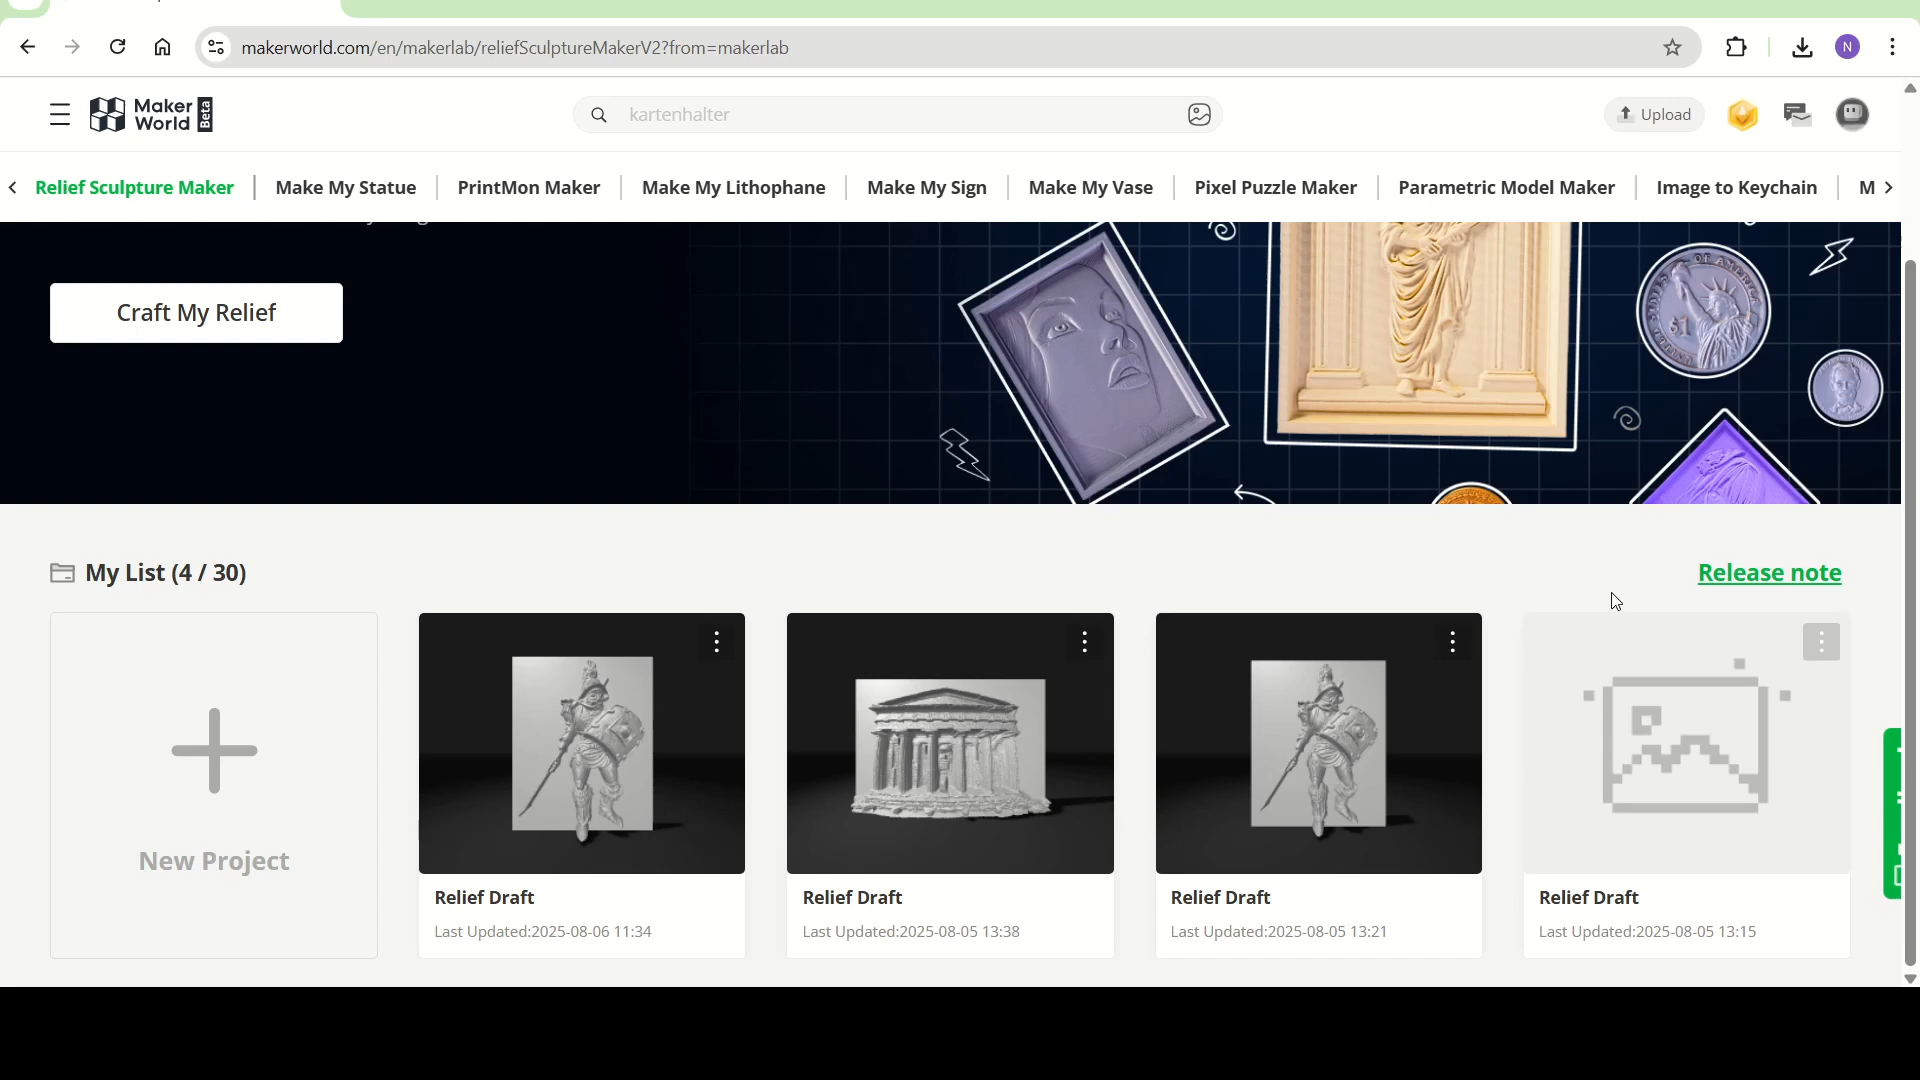 makerworld.com/en/makerlab/reliefSculptureMakerV2?from=makerlab
N
Maker World Beta
kartenhalter
Upload
Relief Sculpture Maker
Make My Statue
PrintMon Maker
Make My Lithophane
Make My Sign
Make My Vase
Pixel Puzzle Maker
Parametric Model Maker
Image to Keychain
M
Craft My Relief
OF AMERICA
$1
My List (4 / 30)
Release note
New Project
Relief Draft
Last Updated:2025-08-06 11:34
Relief Draft
Last Updated:2025-08-05 13:38
Relief Draft
Last Updated:2025-08-05 13:21
Relief Draft
Last Updated:2025-08-05 13:15